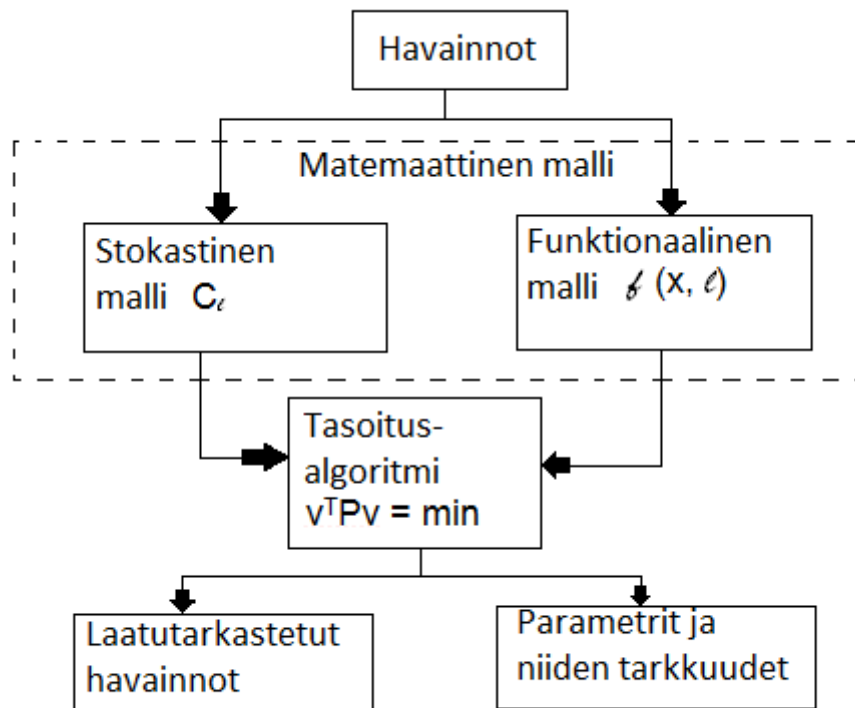 Havainnot
Matemaattinen malli
Stokastinen
malli Cℓ
Funktionaalinen
malli f (x, ℓ)
Tasoitus-
algoritmi
vᵀPv = min
Laatutarkastetut
havainnot
Parametrit ja
niiden tarkkuudet